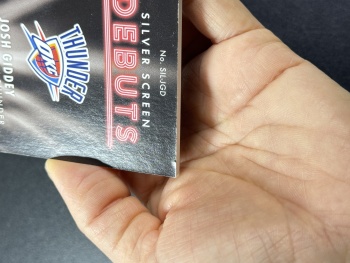 No. SILJGD
SILVER SCREEN
DEBUTS
THUNDER
OKC
JOSH GIDDEY